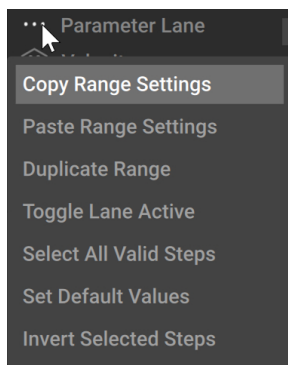 Parameter Lane
Copy Range Settings
Paste Range Settings
Duplicate Range
Toggle Lane Active
Select All Valid Steps
Set Default Values
Invert Selected Steps